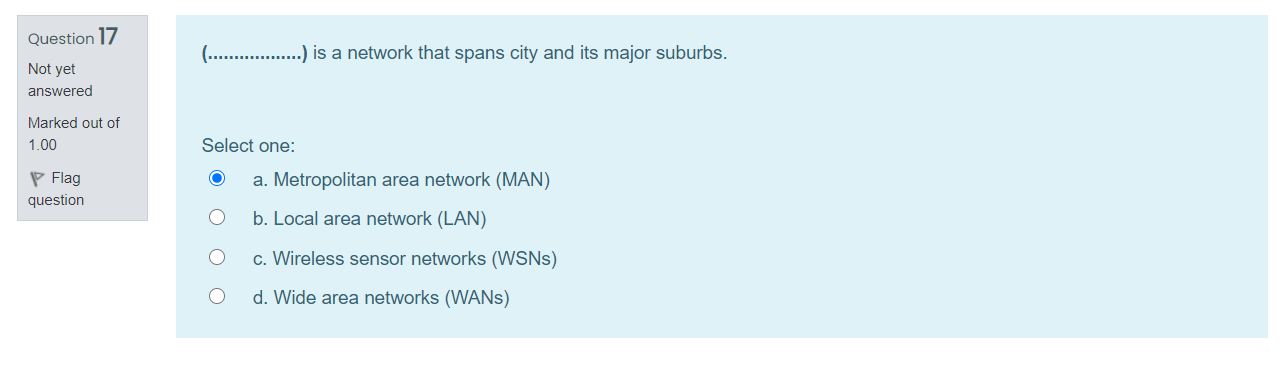 Question 17
Not yet
answered
Marked out of
1.00
Flag
question
(..................) is a network that spans city and its major suburbs.
Select one:
a. Metropolitan area network (MAN)
b. Local area network (LAN)
c. Wireless sensor networks (WSNs)
d. Wide area networks (WANs)